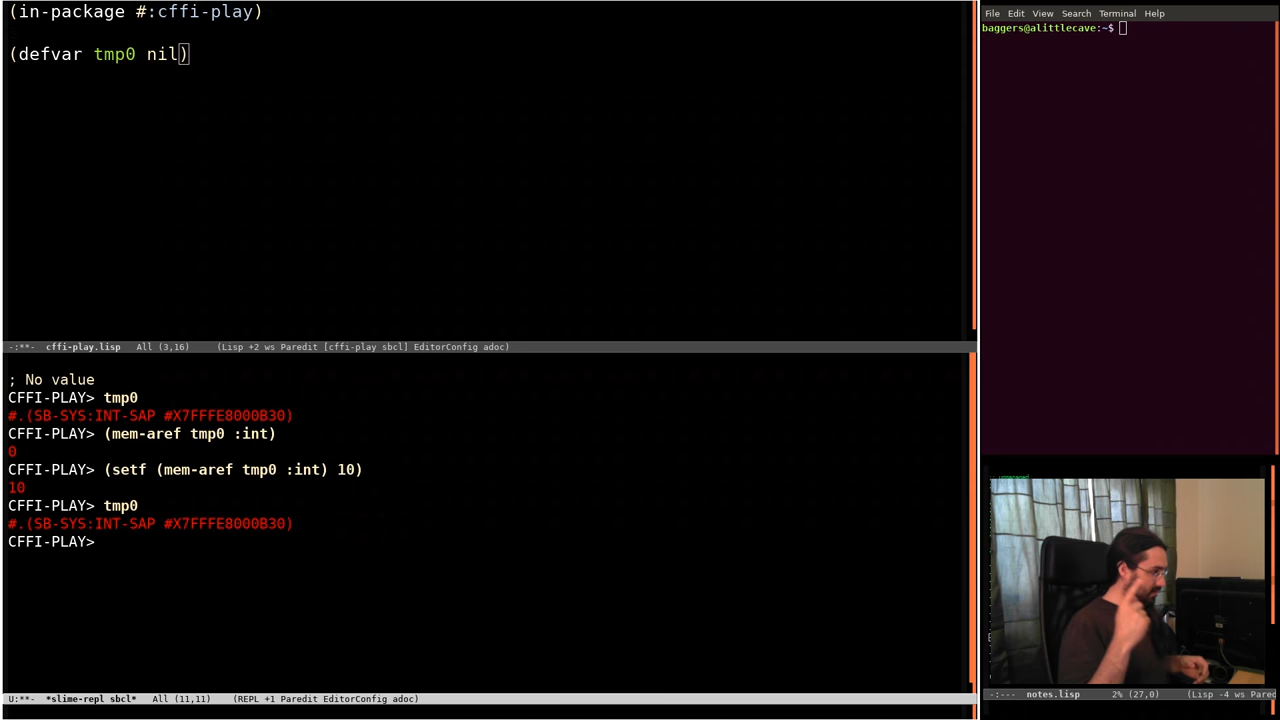 (in-package #:cffi-play)
(defvar tmp0 nil)
-:**-  cffi-play.lisp   All (3,16)     (Lisp +2 ws Paredit [cffi-play sbcl] EditorConfig adoc)
; No value
CFFI-PLAY> tmp0
#.(SB-SYS:INT-SAP #X7FFFE8000B30)
CFFI-PLAY> (mem-aref tmp0 :int)
0
CFFI-PLAY> (setf (mem-aref tmp0 :int) 10)
10
CFFI-PLAY> tmp0
#.(SB-SYS:INT-SAP #X7FFFE8000B30)
CFFI-PLAY>
U:**-  *slime-repl sbcl*   All (11,11)    (REPL +1 Paredit EditorConfig adoc)
File Edit View Search Terminal Help
baggers@alittlecave:~$
-:---  notes.lisp      2% (27,0)     (Lisp -4 ws Pared